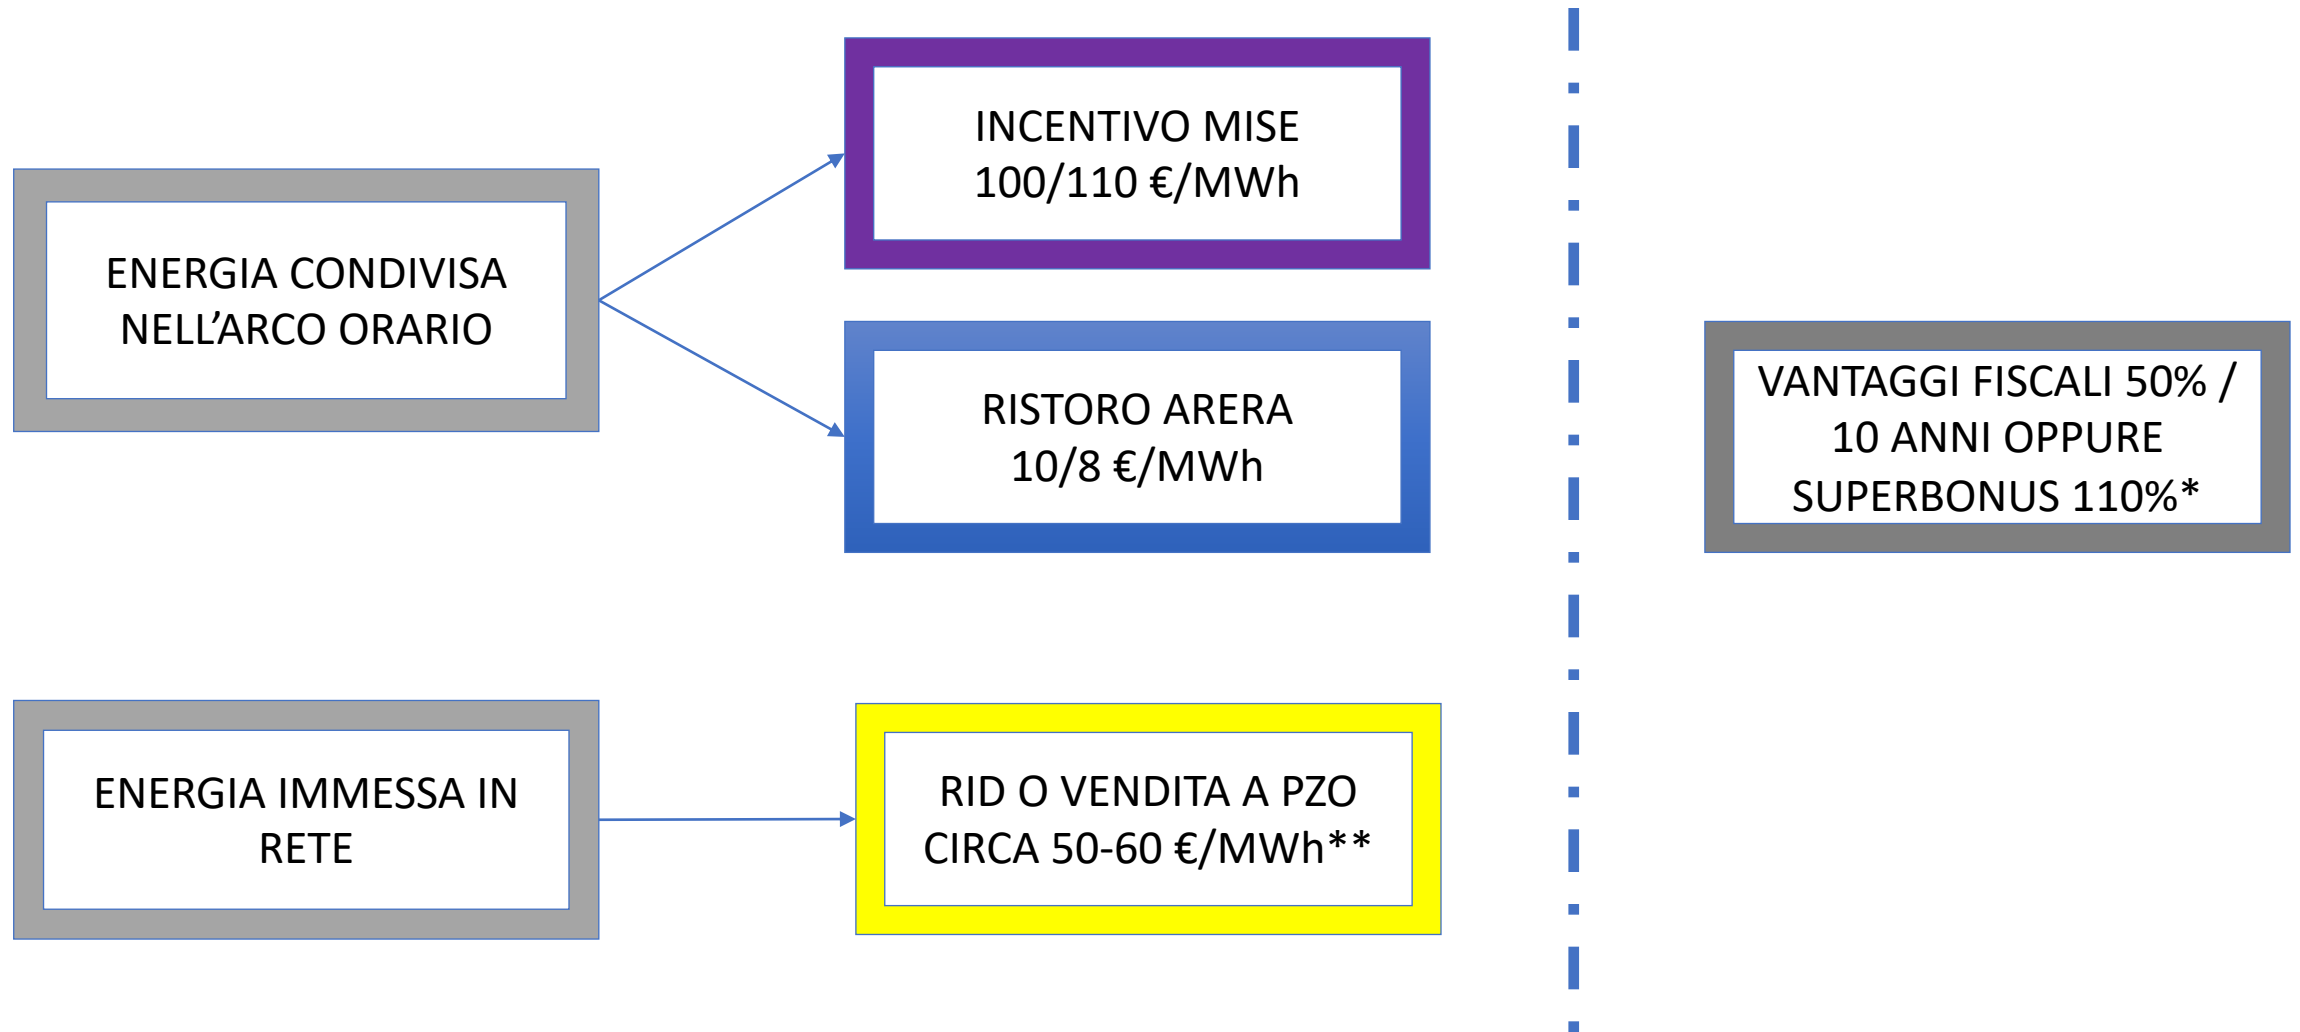 INCENTIVO MISE
100/110 €/MWh
ENERGIA CONDIVISA
NELL’ARCO ORARIO
RISTORO ARERA
10/8 €/MWh
VANTAGGI FISCALI 50% /
10 ANNI OPPURE
SUPERBONUS 110%*
ENERGIA IMMESSA IN
RETE
RID O VENDITA A PZO
CIRCA 50-60 €/MWh**